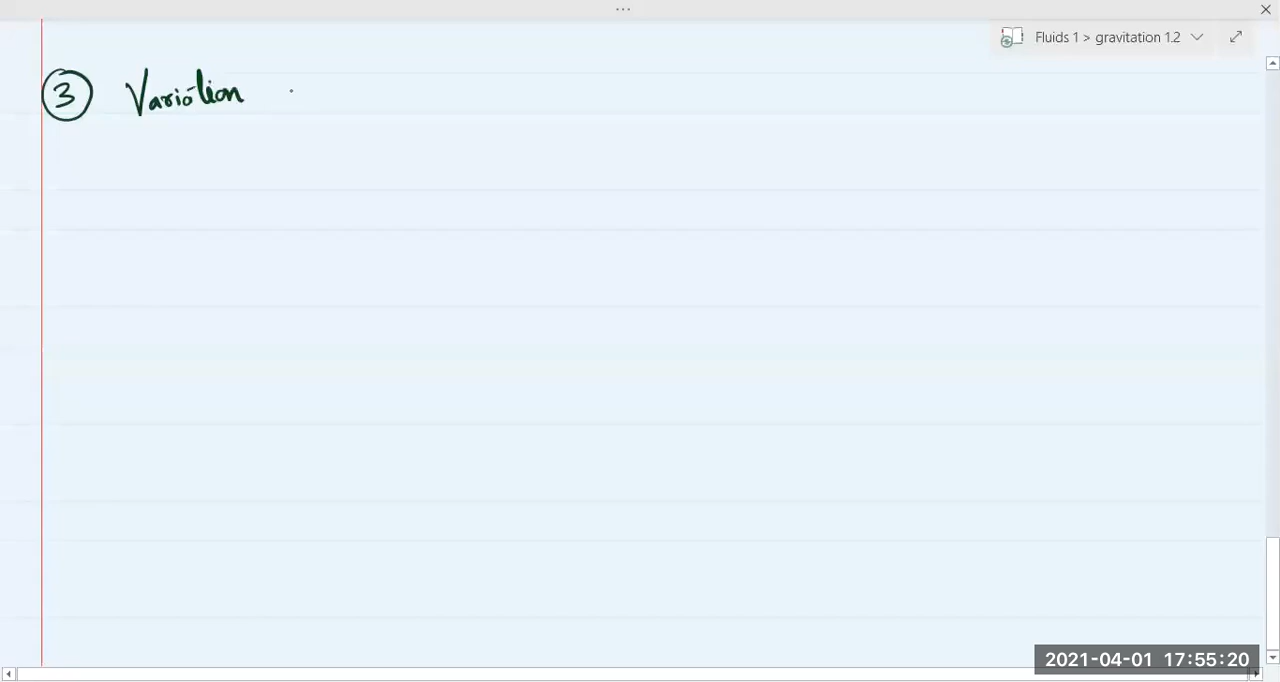 ...
Fluids 1 > gravitation 1.2
③ Variation
2021-04-01 17:55:20